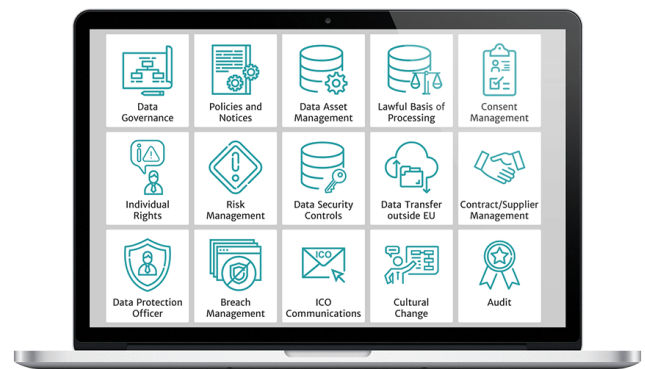 Data
Governance
Policies and
Notices
Data Asset
Management
Lawful Basis of
Processing
Consent
Management
Individual
Rights
Risk
Management
Data Security
Controls
Data Transfer
outside EU
Contract/Supplier
Management
Data Protection
Officer
Breach
Management
ICO
ICO
Communications
Cultural
Change
Audit